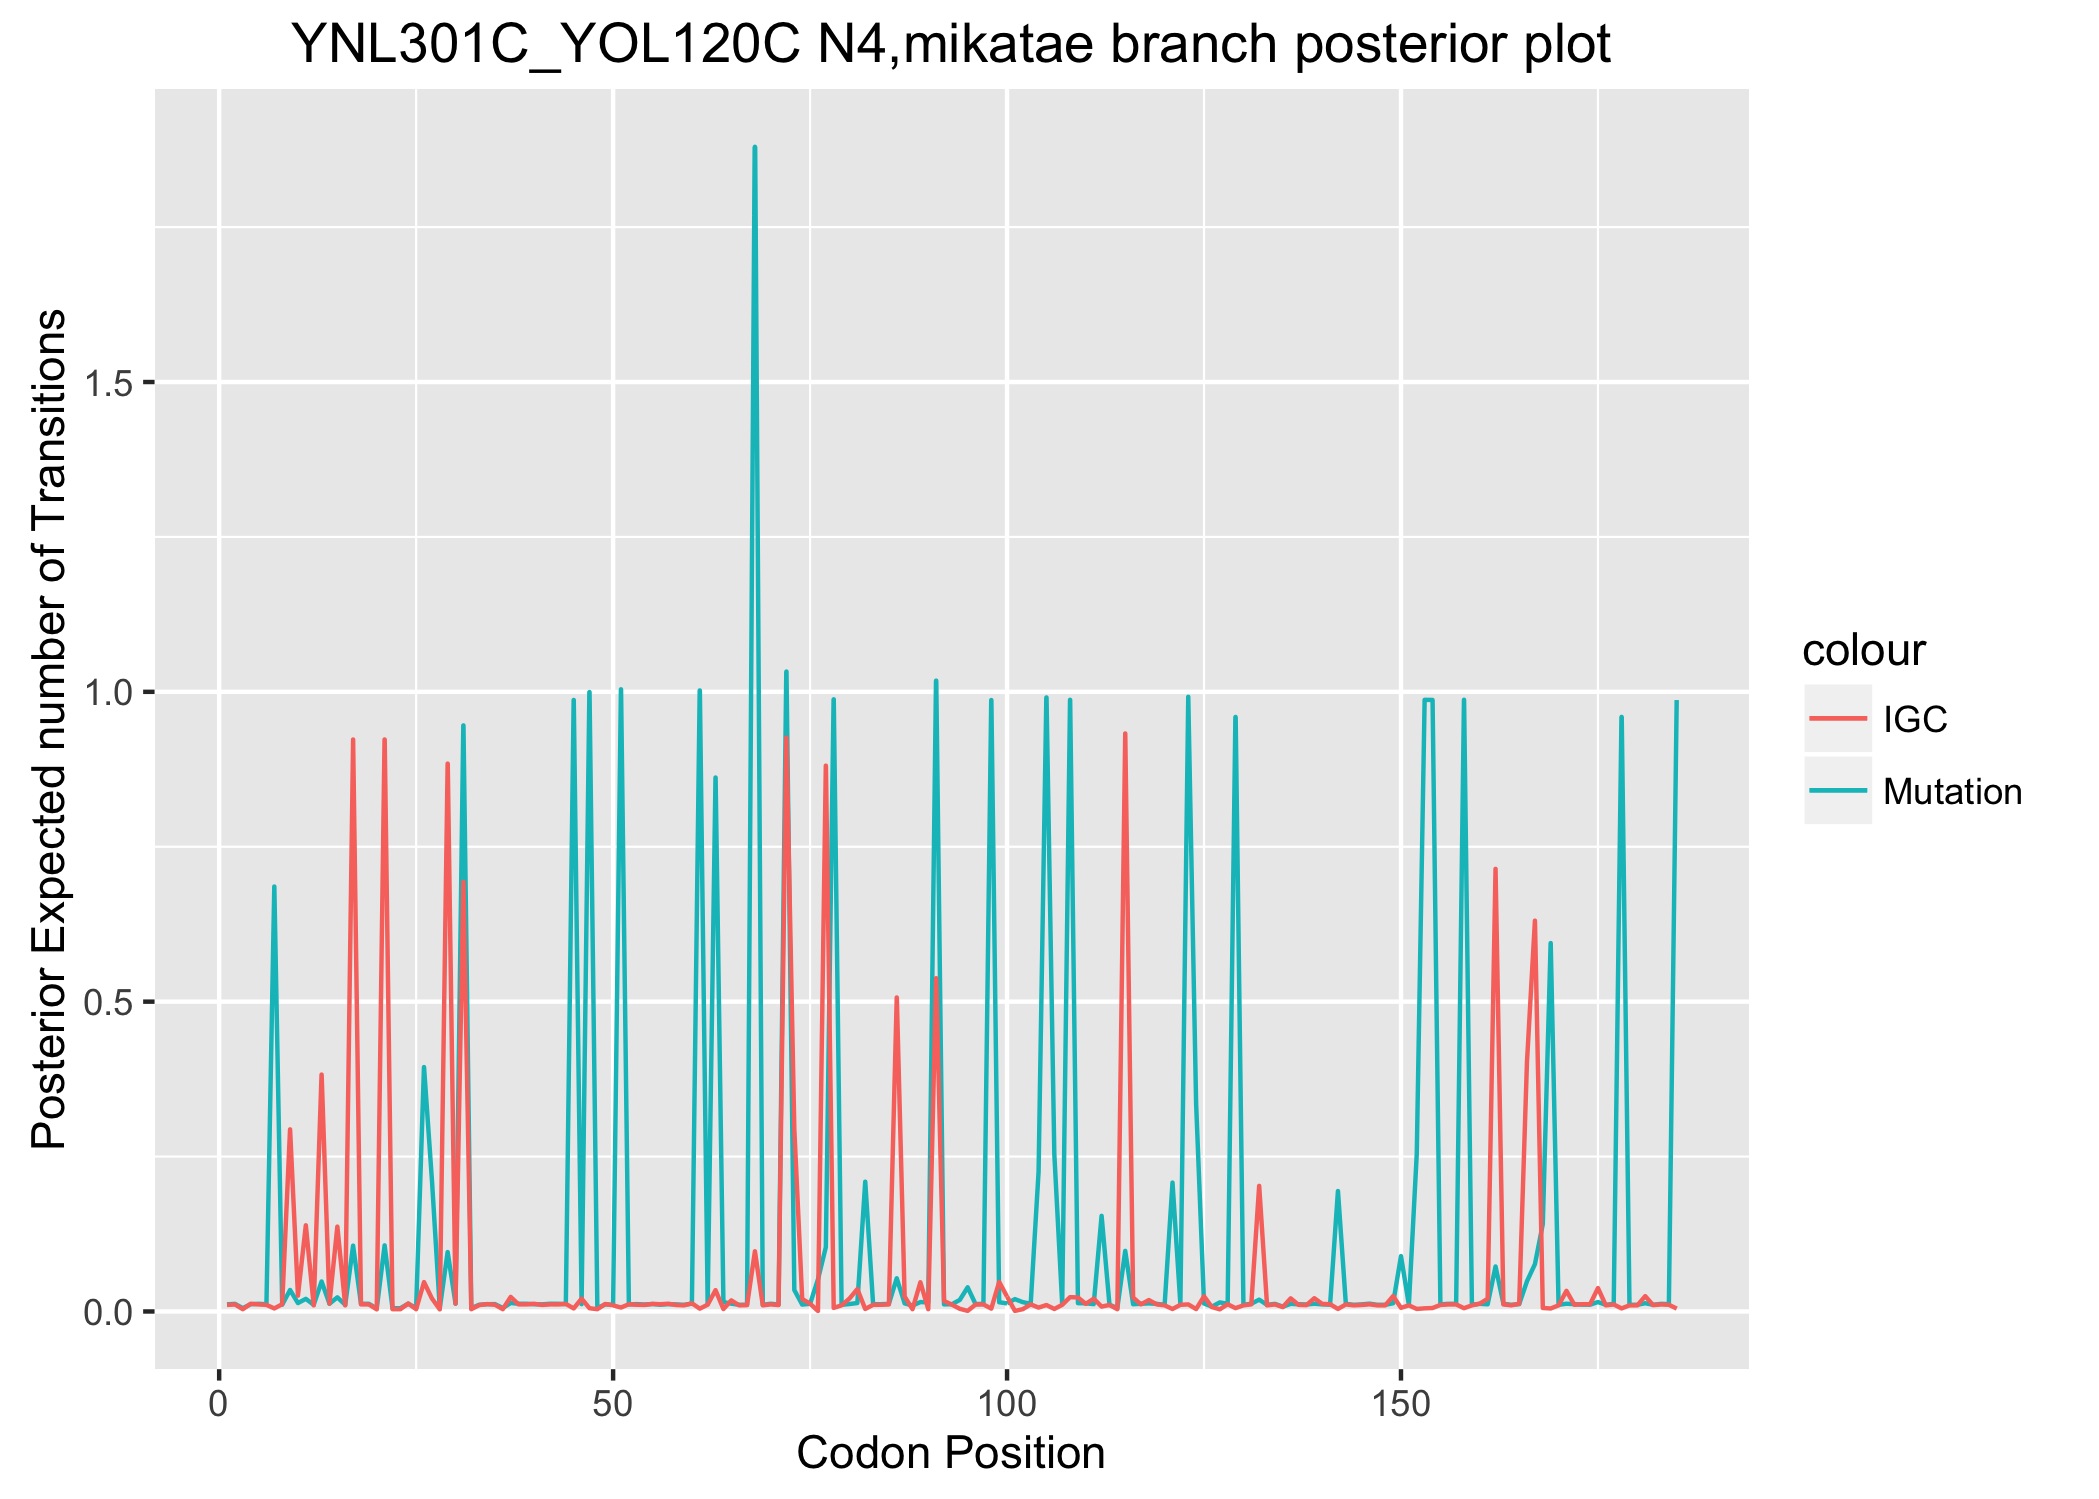 YNL301C_YOL120C N4,mikatae branch posterior plot
Posterior Expected number of Transitions
1.5
1.0
0.5
0.0
0 50 100 150
Codon Position
colour
IGC
Mutation